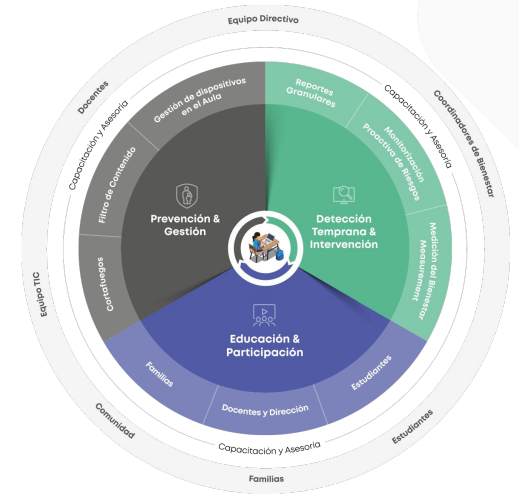 Equipo Directivo
Docentes
Coordinadores de Bienestar
Capacitación y Asesoría
Capacitación y Asesoría
Gestión de dispositivos
en el Aula
Reportes
Granulares
Filtro de Contenido
Monitorización
Proactiva de Riesgos
Cortafuegos
Medición del Bienestar
Measurement
Prevención &
Gestión
Detección
Temprana &
Intervención
Educación &
Participación
Equipo TIC
Familias
Docentes y Dirección
Estudiantes
Capacitación y Asesoría
Comunidad
Estudiantes
Familias